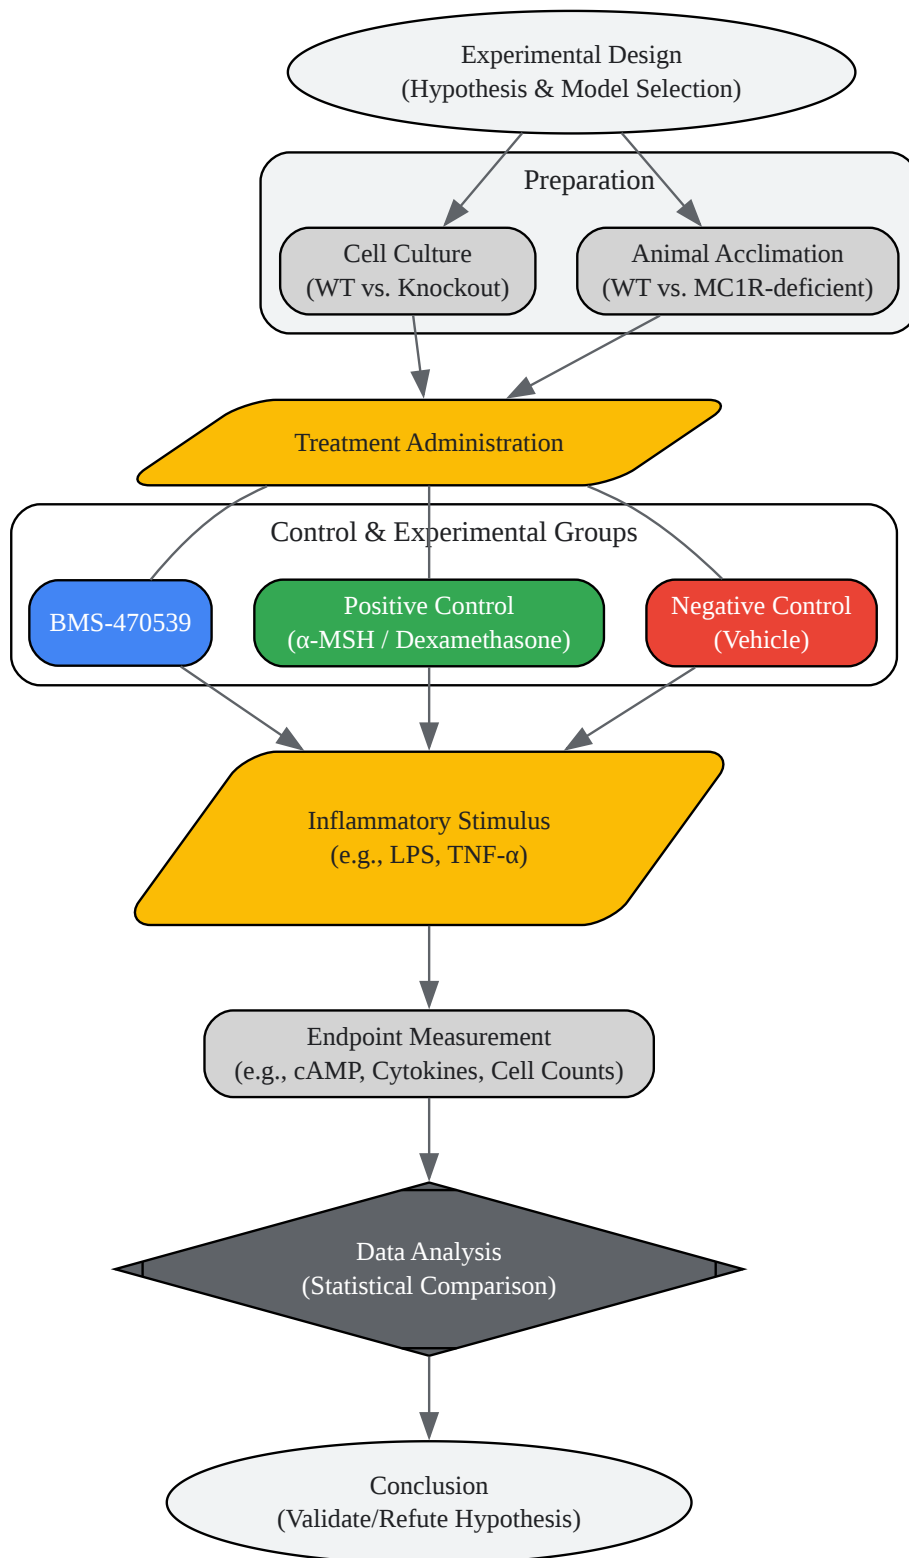 Experimental Design
(Hypothesis & Model Selection)
Preparation
Cell Culture
(WT vs. Knockout)
Animal Acclimation
(WT vs. MC1R-deficient)
Treatment Administration
Control & Experimental Groups
BMS-470539
Positive Control
(α-MSH / Dexamethasone)
Negative Control
(Vehicle)
Inflammatory Stimulus
(e.g., LPS, TNF-α)
Endpoint Measurement
(e.g., cAMP, Cytokines, Cell Counts)
Data Analysis
(Statistical Comparison)
Conclusion
(Validate/Refute Hypothesis)